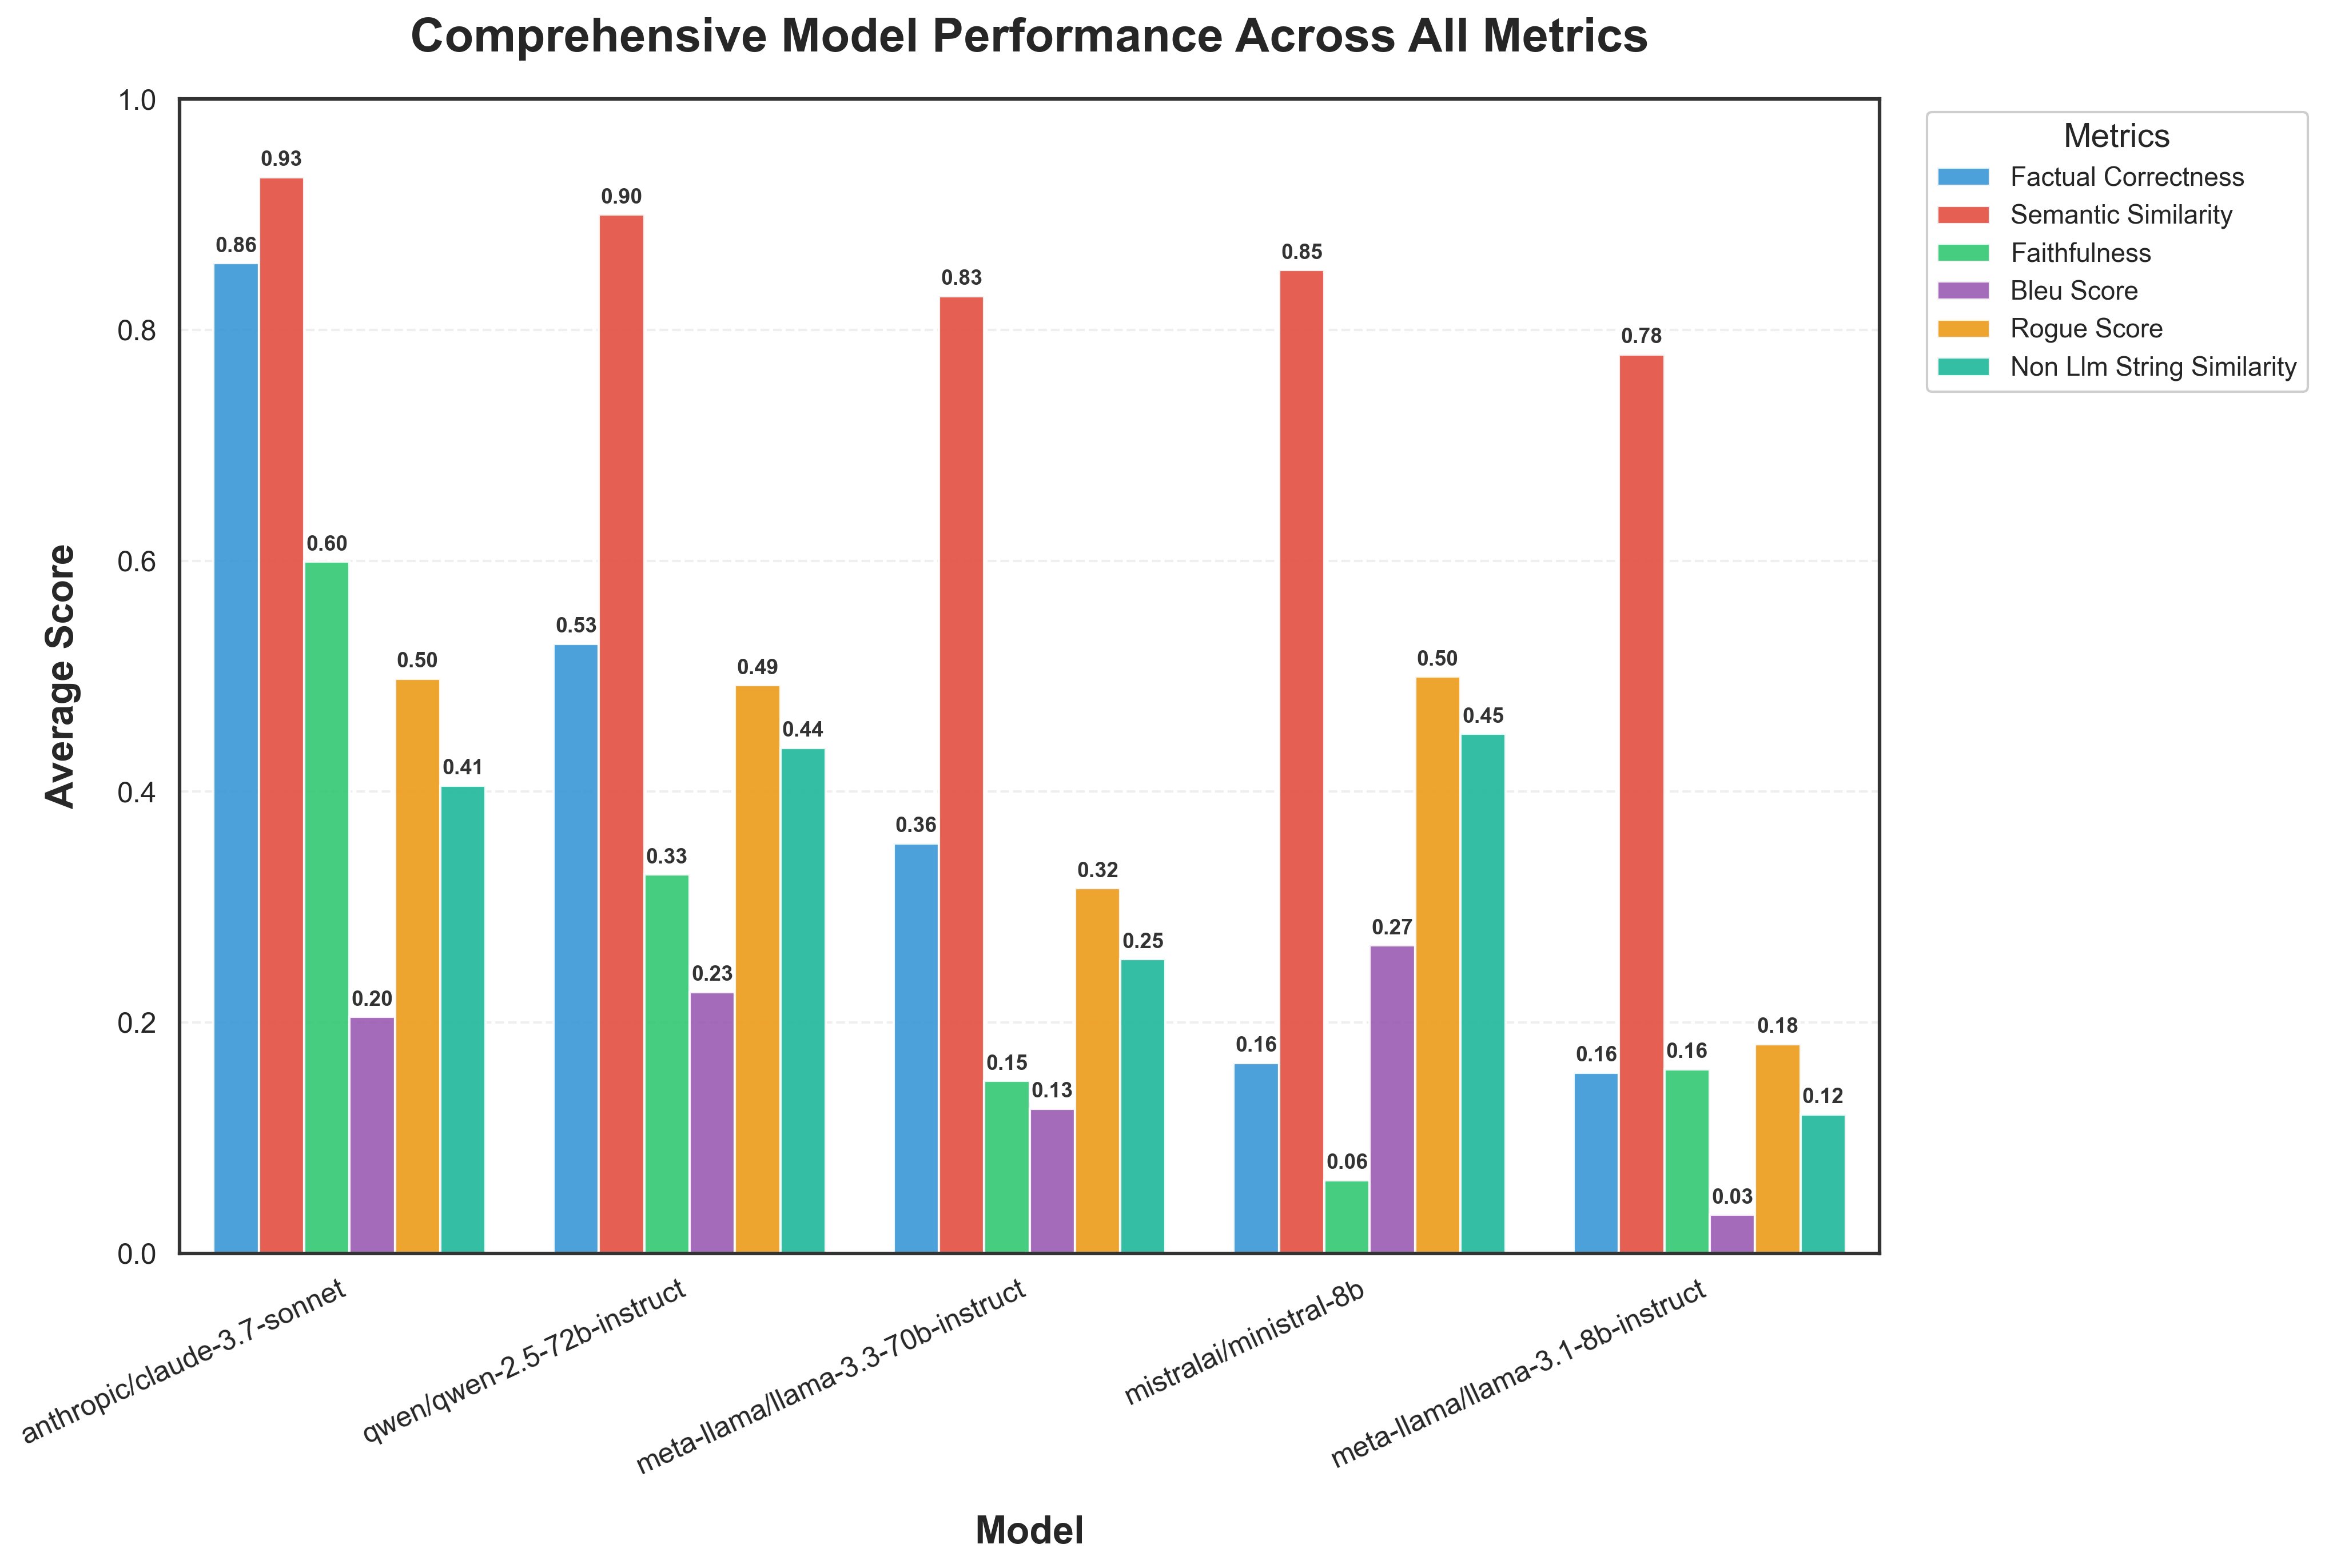 Comprehensive Model Performance Across All Metrics
1.0
0.8
0.6
0.4
0.2
0.0
Average Score
0.86
0.93
0.60
0.20
0.50
0.41
0.53
0.90
0.33
0.23
0.49
0.44
0.36
0.83
0.15
0.13
0.32
0.25
0.16
0.85
0.06
0.27
0.50
0.45
0.16
0.78
0.16
0.03
0.18
0.12
anthropic/claude-3.7-sonnet
qwen/qwen-2.5-72b-instruct
meta-llama/llama-3.3-70b-instruct
mistralai/ministral-8b
meta-llama/llama-3.1-8b-instruct
Model
Metrics
Factual Correctness
Semantic Similarity
Faithfulness
Bleu Score
Rogue Score
Non Llm String Similarity